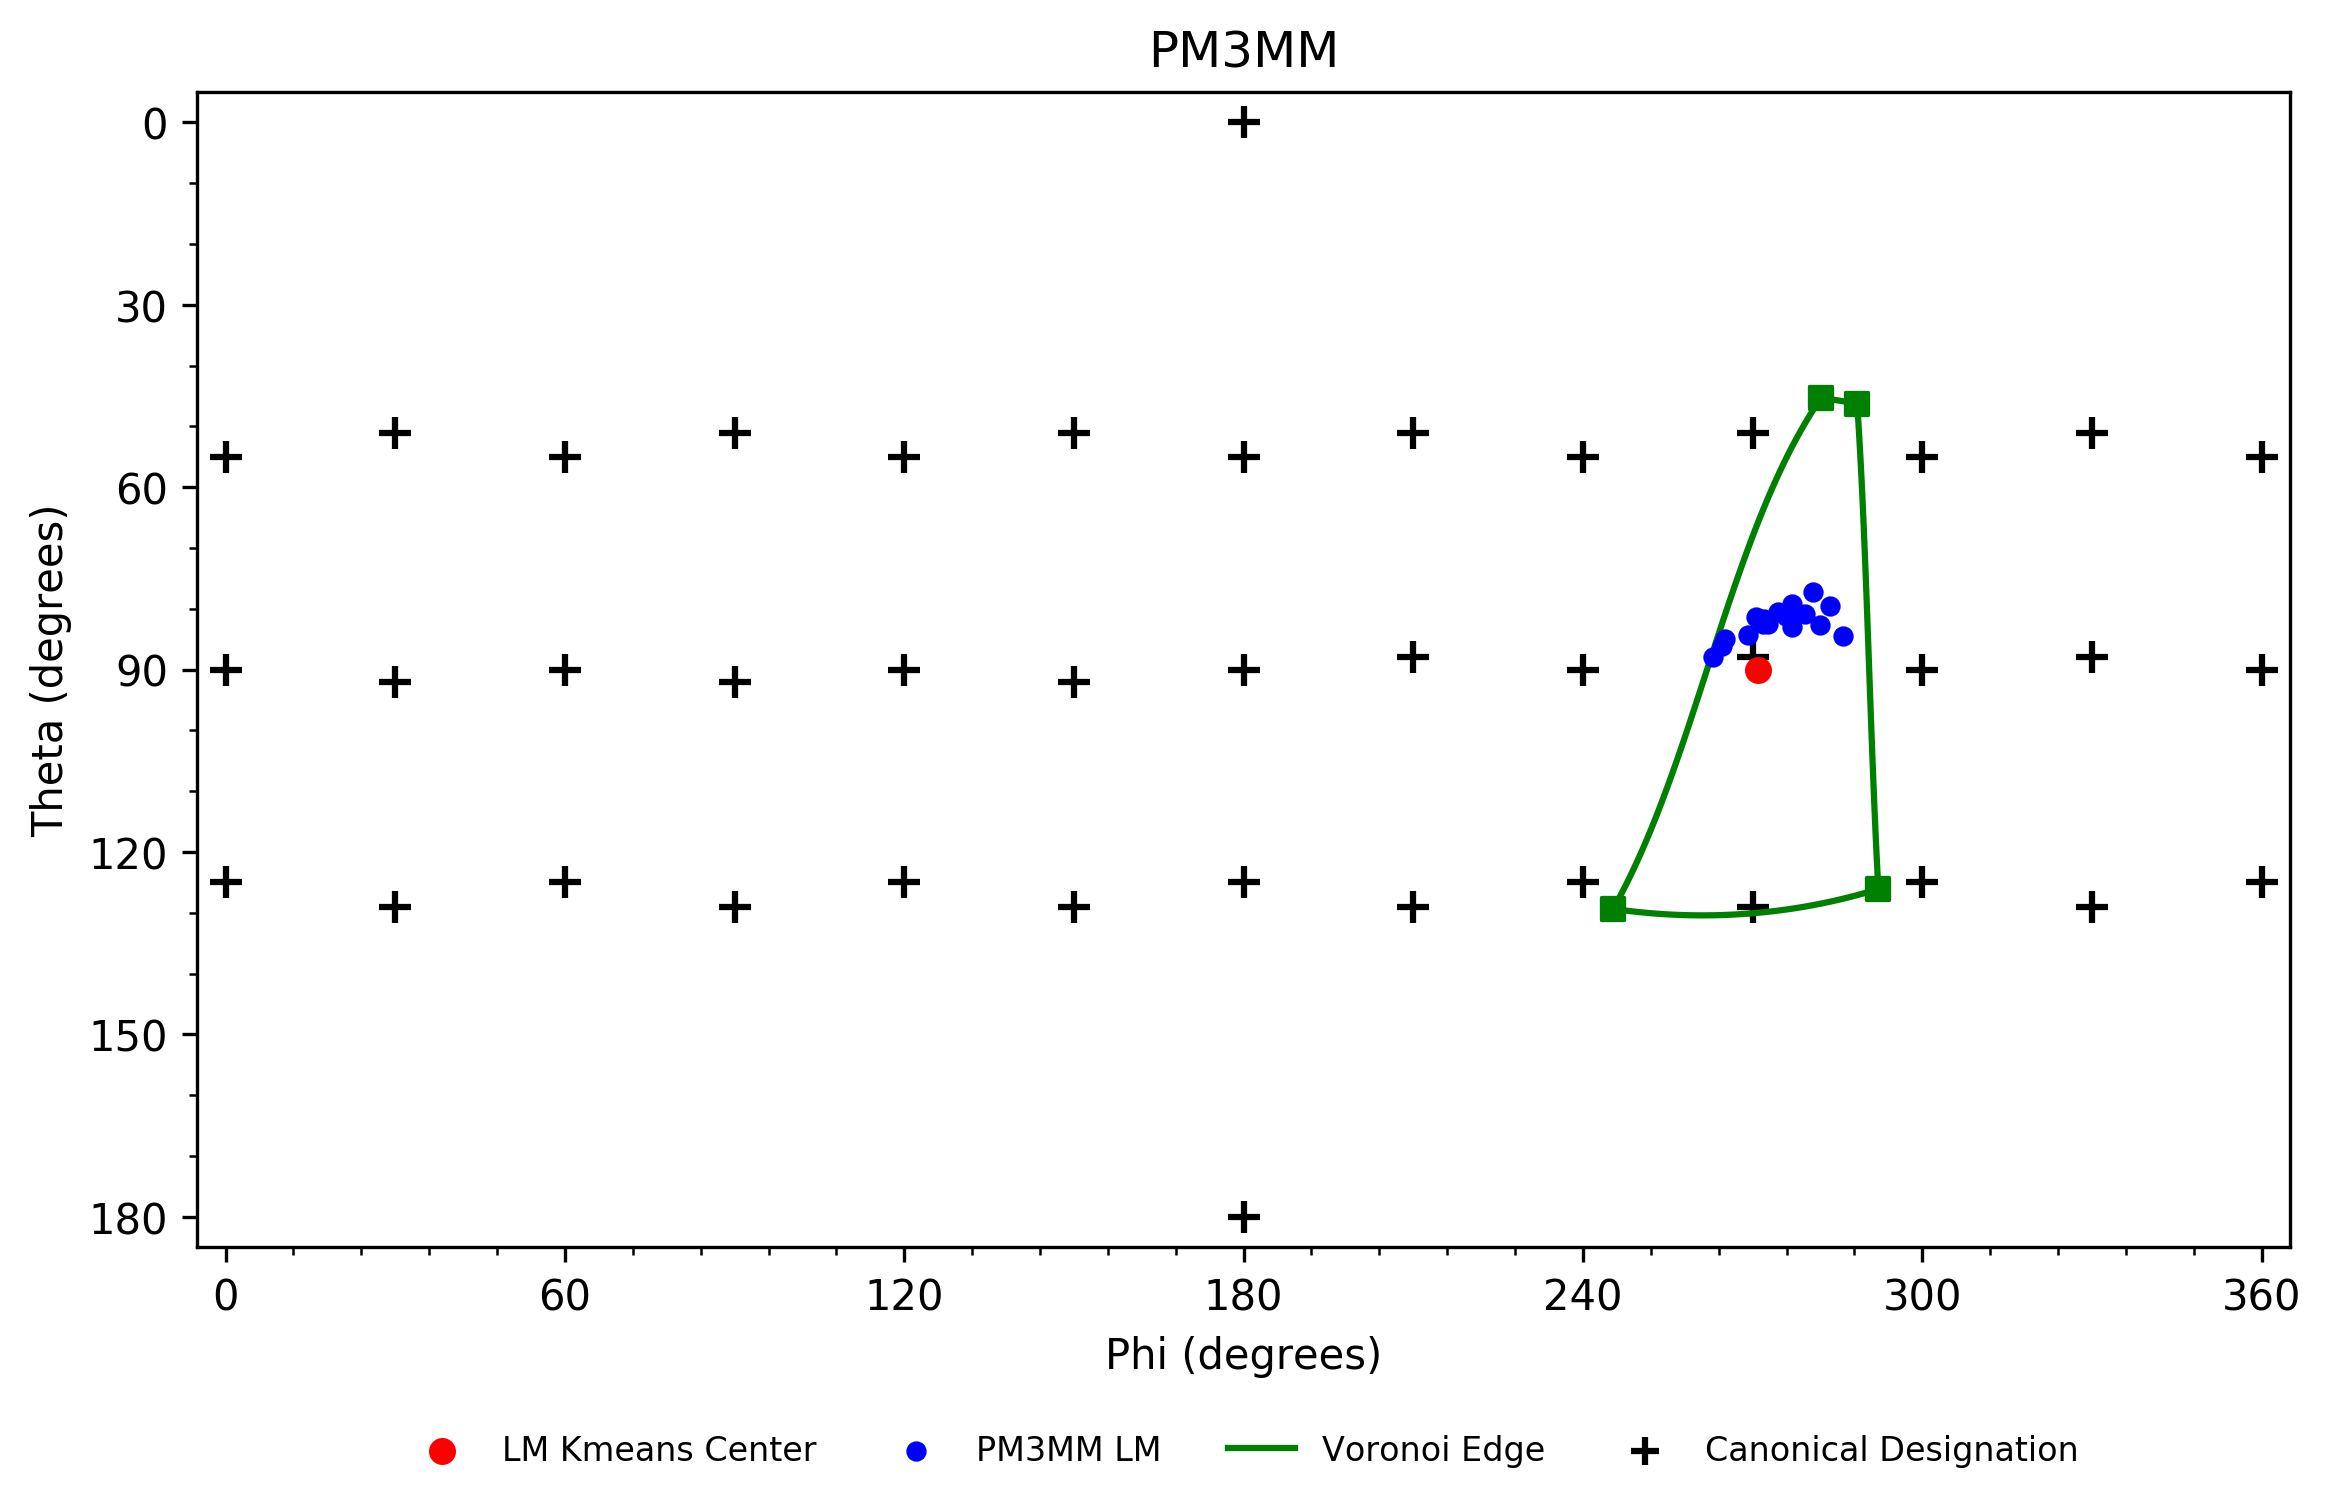 PM3MM
0
30
60
90
120
150
180
Theta (degrees)
0 60 120 180 240 300 360
Phi (degrees)
LM Kmeans Center PM3MM LM Voronoi Edge Canonical Designation